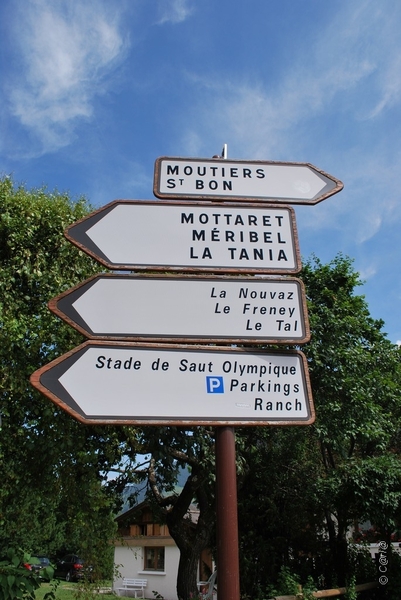 MOUTIERS
ST BON
MOTTARET
MÉRIBEL
LA TANIA
La Nouvaz
Le Freney
Le Tal
Stade de Saut Olympique
P Parkings
Ranch
© C@rl@